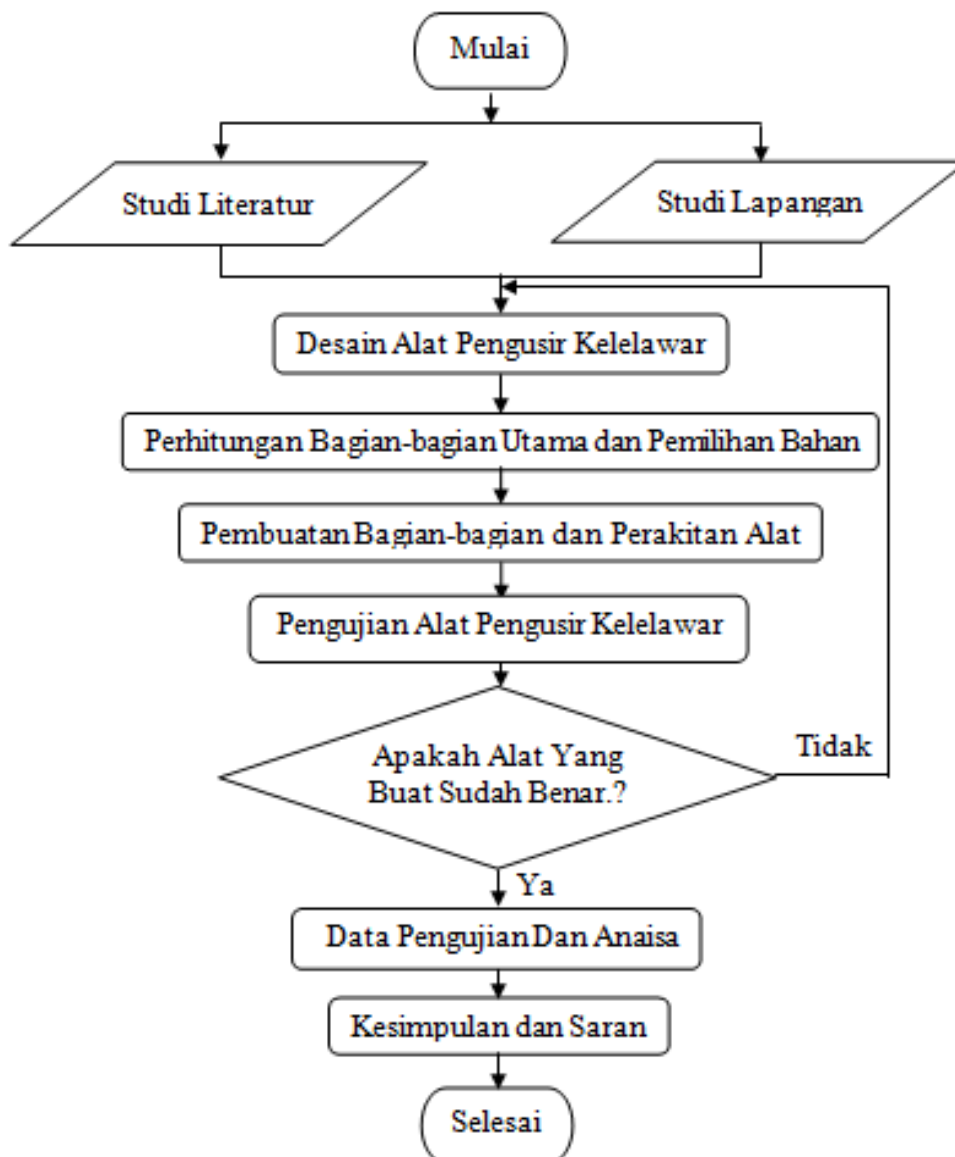 Mulai
Studi Literatur
Studi Lapangan
Desain Alat Pengusir Kelelawar
Perhitungan Bagian-bagian Utama dan Pemilihan Bahan
Pembuatan Bagian-bagian dan Perakitan Alat
Pengujian Alat Pengusir Kelelawar
Apakah Alat Yang
Buat Sudah Benar.?
Tidak
Ya
Data Pengujian Dan Anaisa
Kesimpulan dan Saran
Selesai